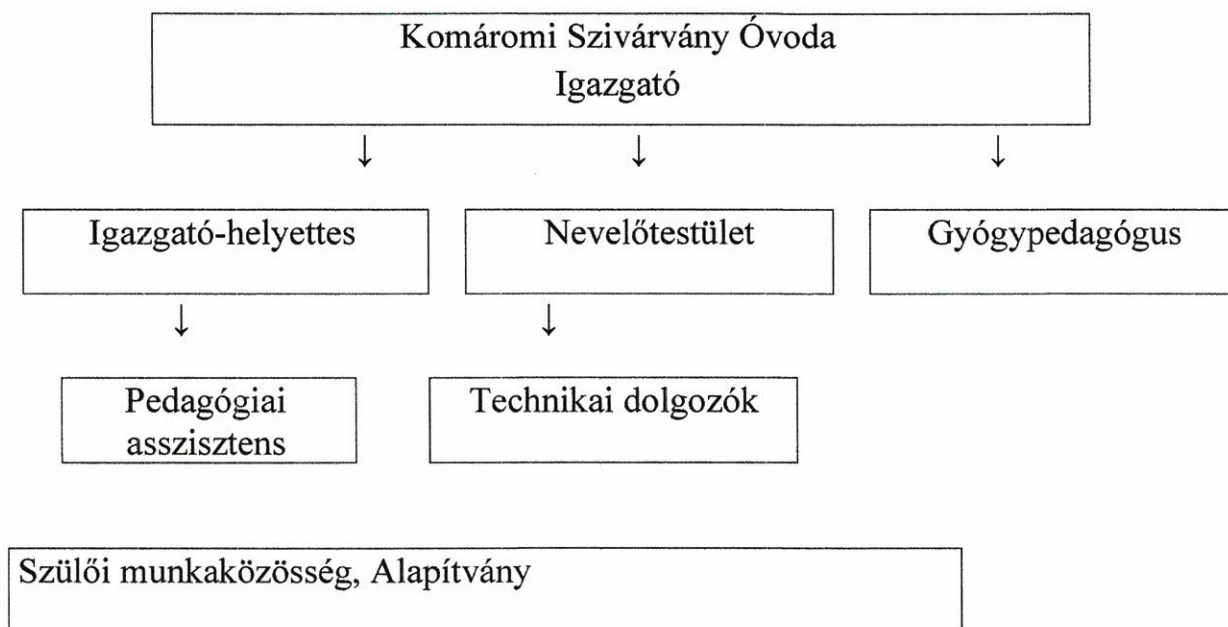 Komáromi Szivárvány Óvoda
Igazgató
↓ ↓ ↓
Igazgató-helyettes
Nevelőtestület
Gyógypedagógus
↓ ↓
Pedagógiai
asszisztens
Technikai dolgozók
Szülői munkaközösség, Alapítvány